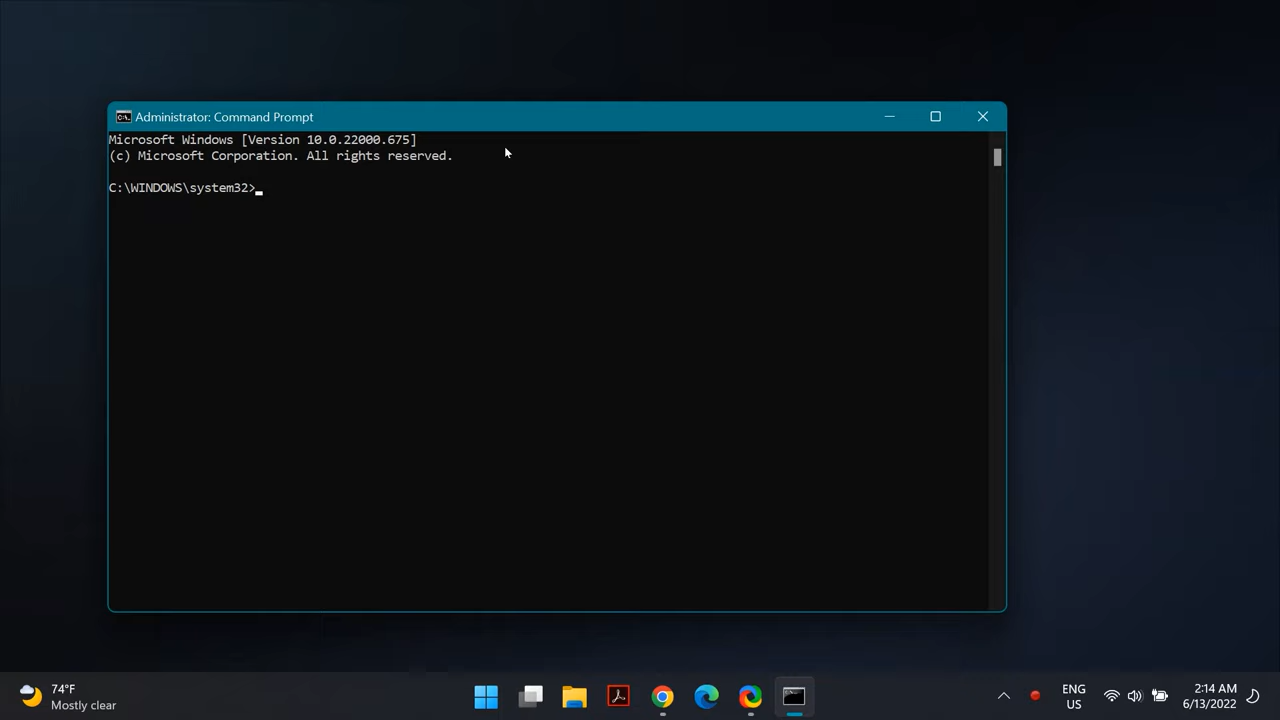 Administrator: Command Prompt
Microsoft Windows [Version 10.0.22000.675]
(c) Microsoft Corporation. All rights reserved.
C:\WINDOWS\system32>
74°F
Mostly clear
ENG
US
2:14 AM
6/13/2022